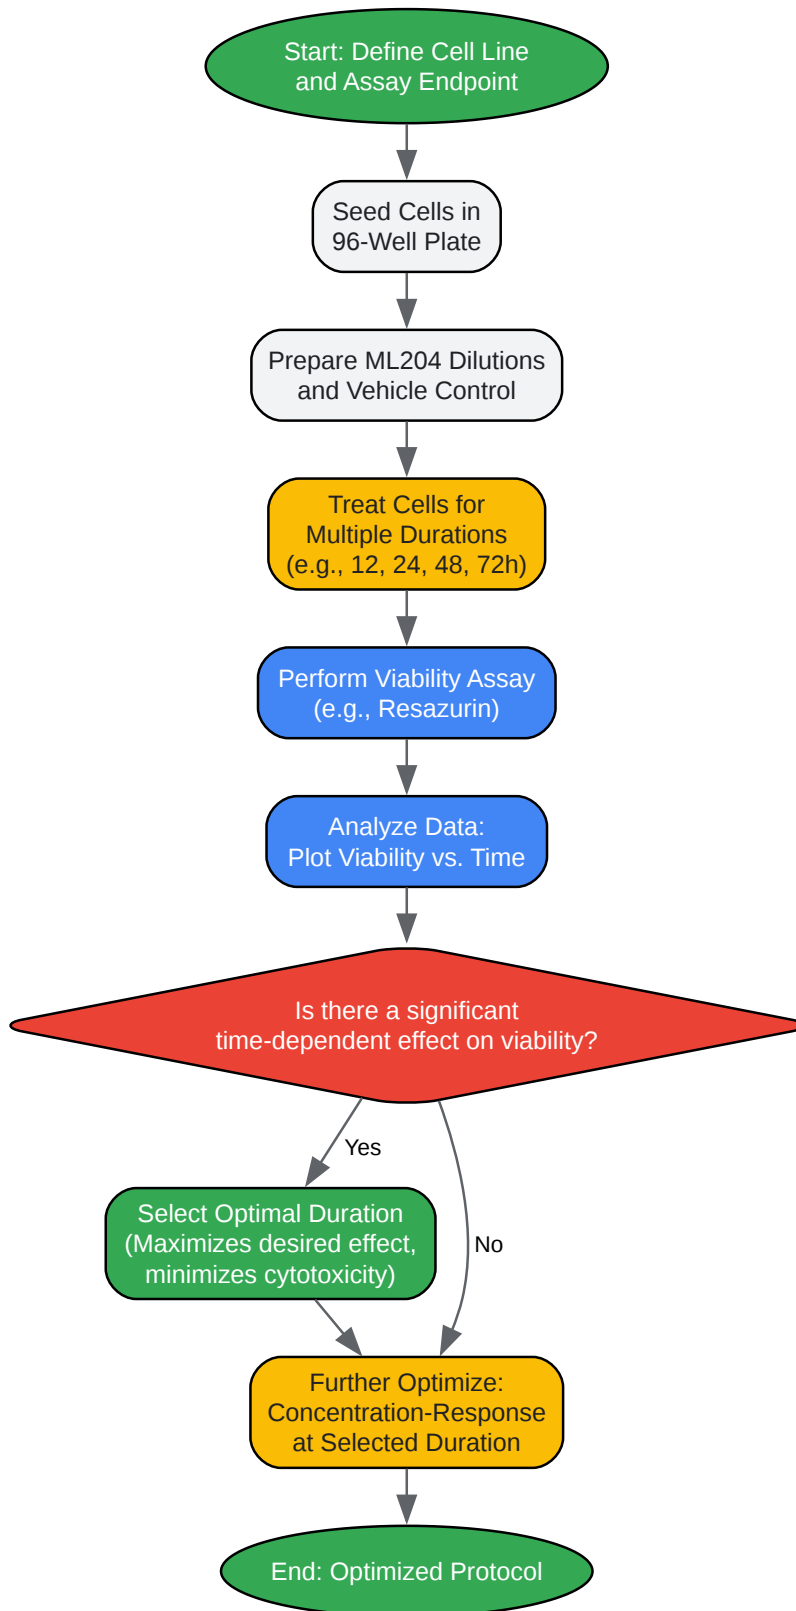 Start: Define Cell Line
and Assay Endpoint
Seed Cells in
96-Well Plate
Prepare ML204 Dilutions
and Vehicle Control
Treat Cells for
Multiple Durations
(e.g., 12, 24, 48, 72h)
Perform Viability Assay
(e.g., Resazurin)
Analyze Data:
Plot Viability vs. Time
Is there a significant
time-dependent effect on viability?
Yes
Select Optimal Duration
(Maximizes desired effect,
minimizes cytotoxicity)
No
Further Optimize:
Concentration-Response
at Selected Duration
End: Optimized Protocol